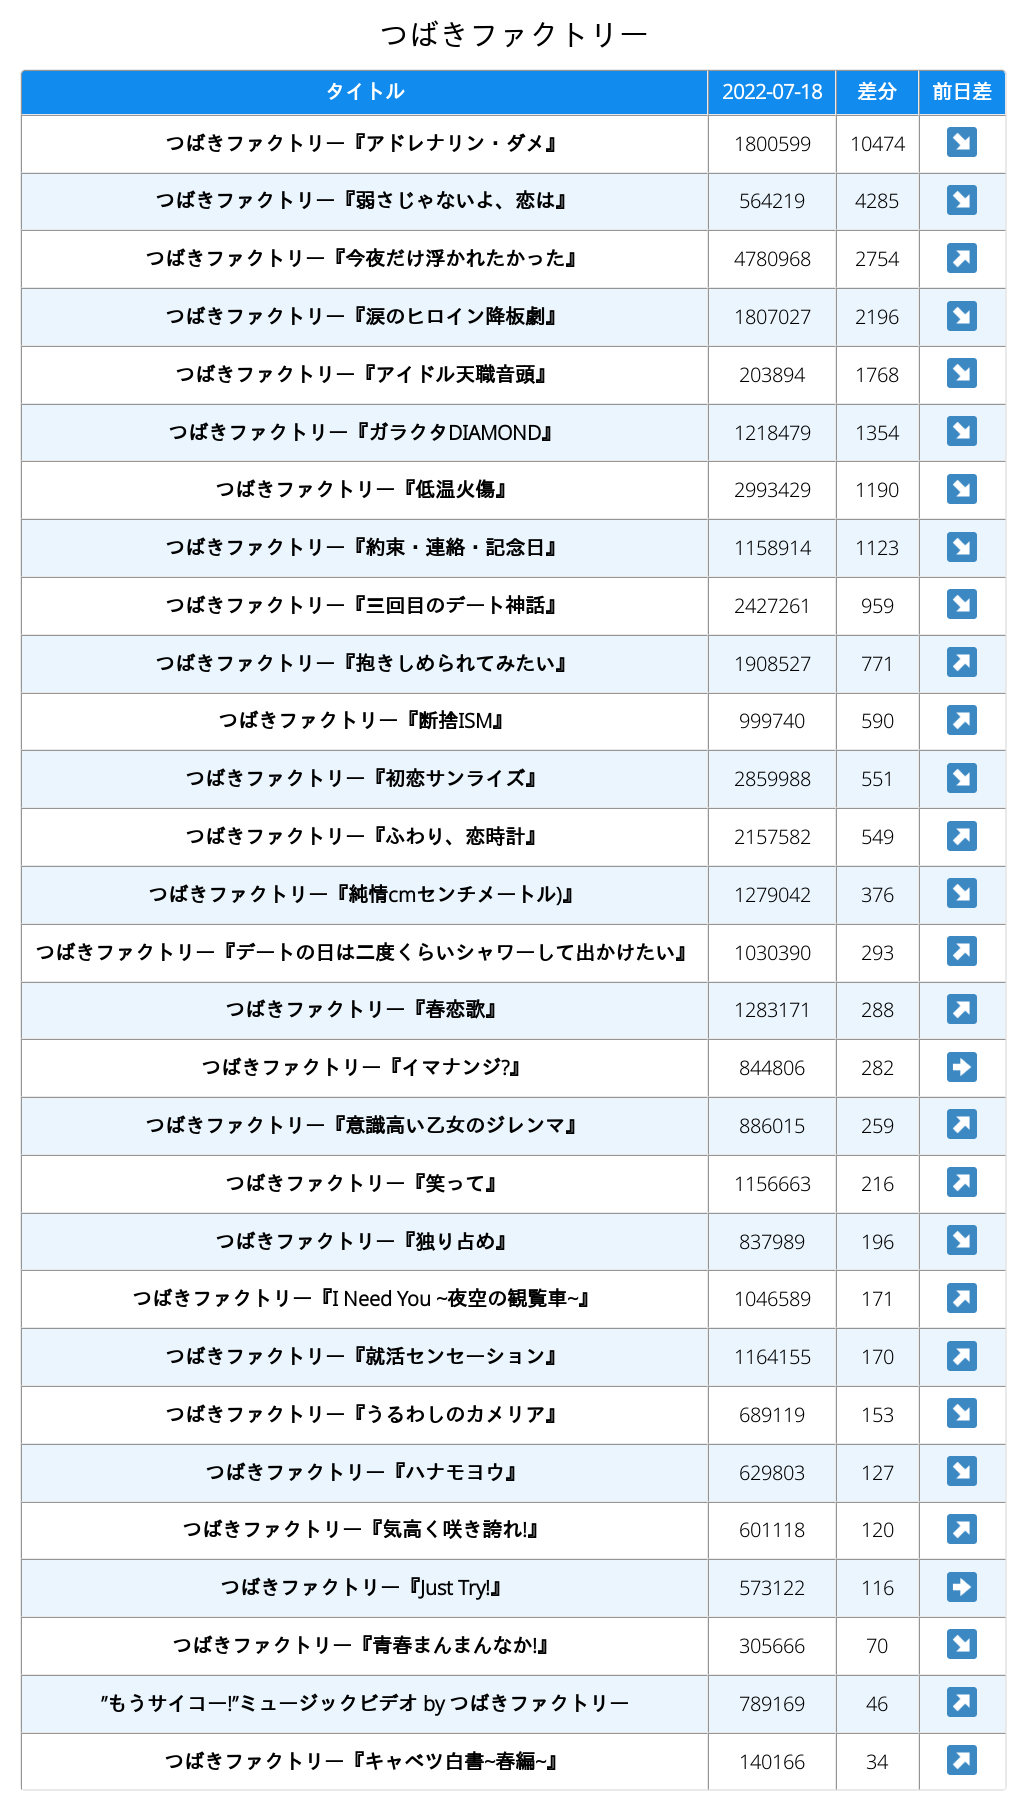 つばきファクトリー
タイトル 2022-07-18 差分 前日差
つばきファクトリー『アドレナリン・ダメ』 1800599 10474 ↘
つばきファクトリー『弱さじゃないよ、恋は』 564219 4285 ↘
つばきファクトリー『今夜だけ浮かれたかった』 4780968 2754 ↗
つばきファクトリー『涙のヒロイン降板劇』 1807027 2196 ↘
つばきファクトリー『アイドル天職音頭』 203894 1768 ↘
つばきファクトリー『ガラクタDIAMOND』 1218479 1354 ↘
つばきファクトリー『低温火傷』 2993429 1190 ↘
つばきファクトリー『約束・連絡・記念日』 1158914 1123 ↘
つばきファクトリー『三回目のデート神話』 2427261 959 ↘
つばきファクトリー『抱きしめられてみたい』 1908527 771 ↗
つばきファクトリー『断捨ISM』 999740 590 ↗
つばきファクトリー『初恋サンライズ』 2859988 551 ↘
つばきファクトリー『ふわり、恋時計』 2157582 549 ↗
つばきファクトリー『純情cmセンチメートル)』 1279042 376 ↘
つばきファクトリー『デートの日は二度くらいシャワーして出かけたい』 1030390 293 ↗
つばきファクトリー『春恋歌』 1283171 288 ↗
つばきファクトリー『イマナンジ?』 844806 282 ➡
つばきファクトリー『意識高い乙女のジレンマ』 886015 259 ↗
つばきファクトリー『笑って』 1156663 216 ↗
つばきファクトリー『独り占め』 837989 196 ↘
つばきファクトリー『I Need You ~夜空の観覧車~』 1046589 171 ↗
つばきファクトリー『就活センセーション』 1164155 170 ↗
つばきファクトリー『うるわしのカメリア』 689119 153 ↘
つばきファクトリー『ハナモヨウ』 629803 127 ↘
つばきファクトリー『気高く咲き誇れ!』 601118 120 ↗
つばきファクトリー『Just Try!』 573122 116 ➡
つばきファクトリー『青春まんまんなか!』 305666 70 ↘
”もうサイコー!”ミュージックビデオ by つばきファクトリー 789169 46 ↗
つばきファクトリー『キャベツ白書~春編~』 140166 34 ↗